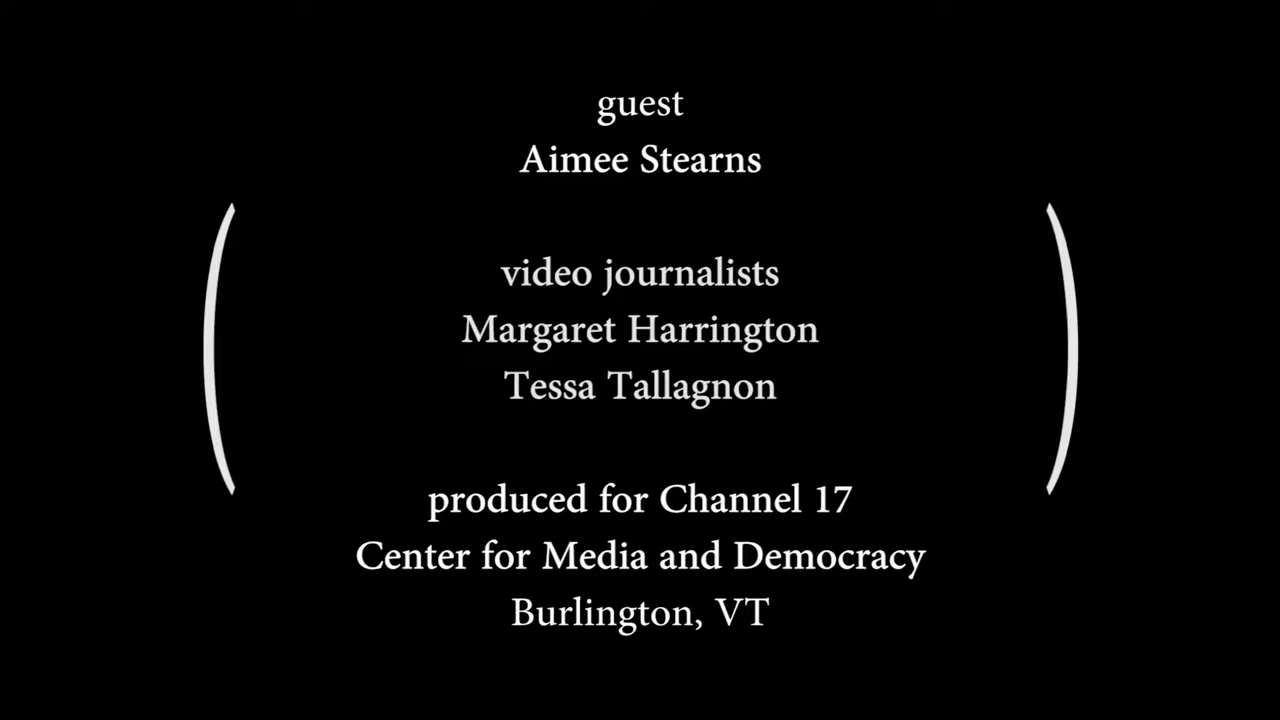 guest
Aimee Stearns
video journalists
Margaret Harrington
Tessa Tallagnon
produced for Channel 17
Center for Media and Democracy
Burlington, VT